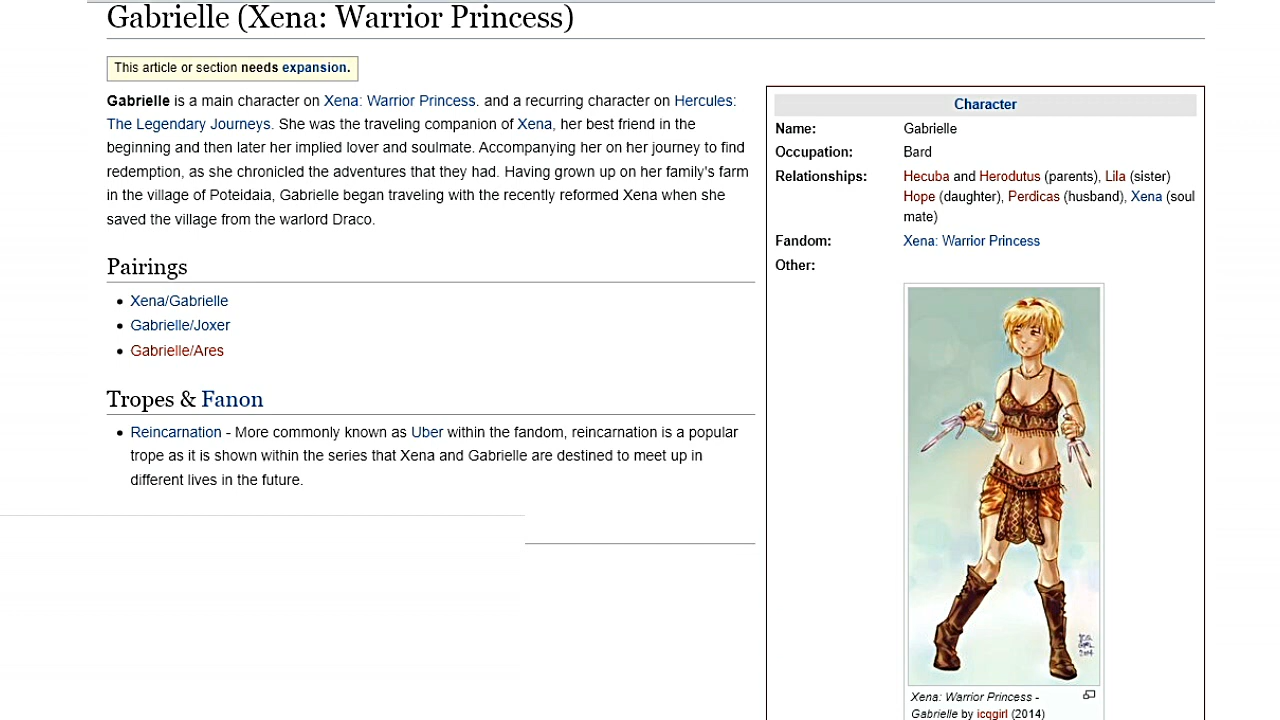 Gabrielle (Xena: Warrior Princess)
This article or section needs expansion.
Gabrielle is a main character on Xena: Warrior Princess. and a recurring character on Hercules:
The Legendary Journeys. She was the traveling companion of Xena, her best friend in the
beginning and then later her implied lover and soulmate. Accompanying her on her journey to find
redemption, as she chronicled the adventures that they had. Having grown up on her family's farm
in the village of Poteidaia, Gabrielle began traveling with the recently reformed Xena when she
saved the village from the warlord Draco.
Pairings
Xena/Gabrielle
Gabrielle/Joxer
Gabrielle/Ares
Tropes & Fanon
Reincarnation - More commonly known as Uber within the fandom, reincarnation is a popular
trope as it is shown within the series that Xena and Gabrielle are destined to meet up in
different lives in the future.
Character
Name: Gabrielle
Occupation: Bard
Relationships: Hecuba and Herodutus (parents), Lila (sister)
Hope (daughter), Perdicas (husband), Xena (soul
mate)
Fandom: Xena: Warrior Princess
Other:
2014
Xena: Warrior Princess -
Gabrielle by icqgirl (2014)